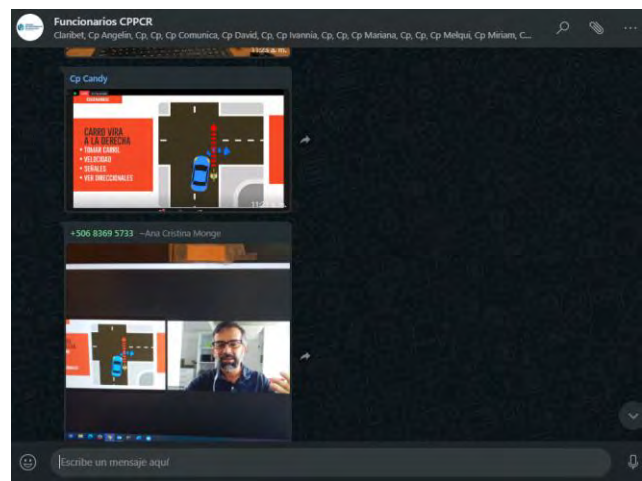 Funcionarios CPPCR
Claribet, Cp Angelin, Cp, Cp, Cp Comunica, Cp David, Cp, Cp Ivannia, Cp, Cp, Cp Mariana, Cp, Cp, Cp Melqui, Cp Miriam, C...
11:23 a. m.
Cp Candy
CARRO VIRA
A LA DERECHA
• TOMAR CARRIL
• VELOCIDAD
• SEÑALES
• VER DIRECCIONALES
+506 8369 5733 ~Ana Cristina Monge
Escribe un mensaje aquí